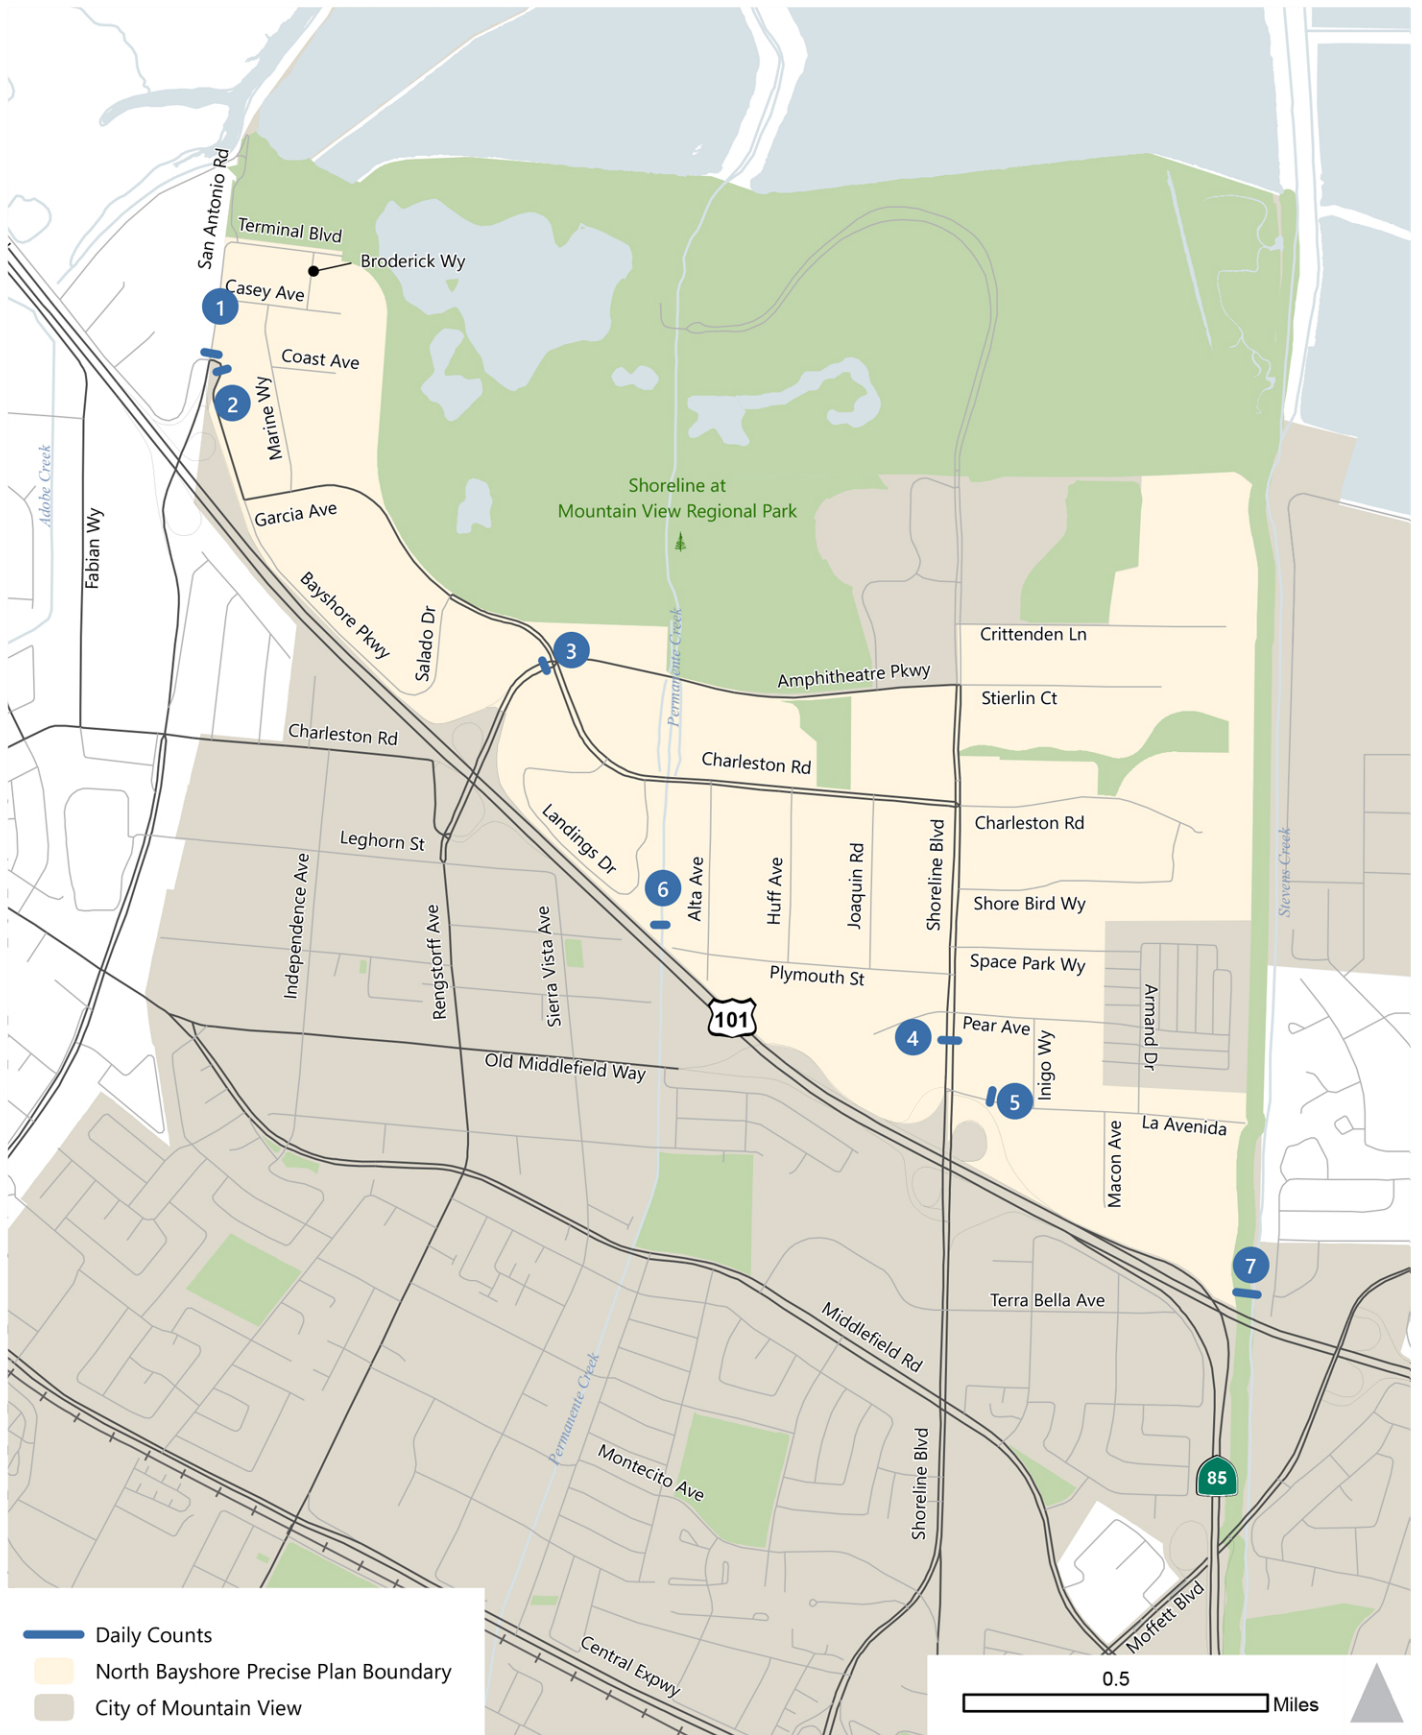 San Antonio Rd
Terminal Blvd
Broderick Wy
Casey Ave
1
Coast Ave
2
Marine Wy
Adobe Creek
Shoreline at
Mountain View Regional Park
Garcia Ave
Fabian Wy
Bayshore Pkwy
Salado Dr
3
Permanente Creek
Crittenden Ln
Amphitheatre Pkwy
Stierlin Ct
Charleston Rd
Charleston Rd
Charleston Rd
Landings Dr
Leghorn St
Shoreline Blvd
Stevens Creek
Independence Ave
6
Alta Ave
Huff Ave
Joaquin Rd
Shore Bird Wy
Rengstorff Ave
Sierra Vista Ave
Plymouth St
Space Park Wy
101
Armand Dr
4
Pear Ave
Inigo Wy
Old Middlefield Way
5
La Avenida
Macon Ave
7
Terra Bella Ave
Middlefield Rd
Permanente Creek
Montecito Ave
Shoreline Blvd
85
Moffett Blvd
Central Expwy
Daily Counts
North Bayshore Precise Plan Boundary
City of Mountain View
0.5
Miles